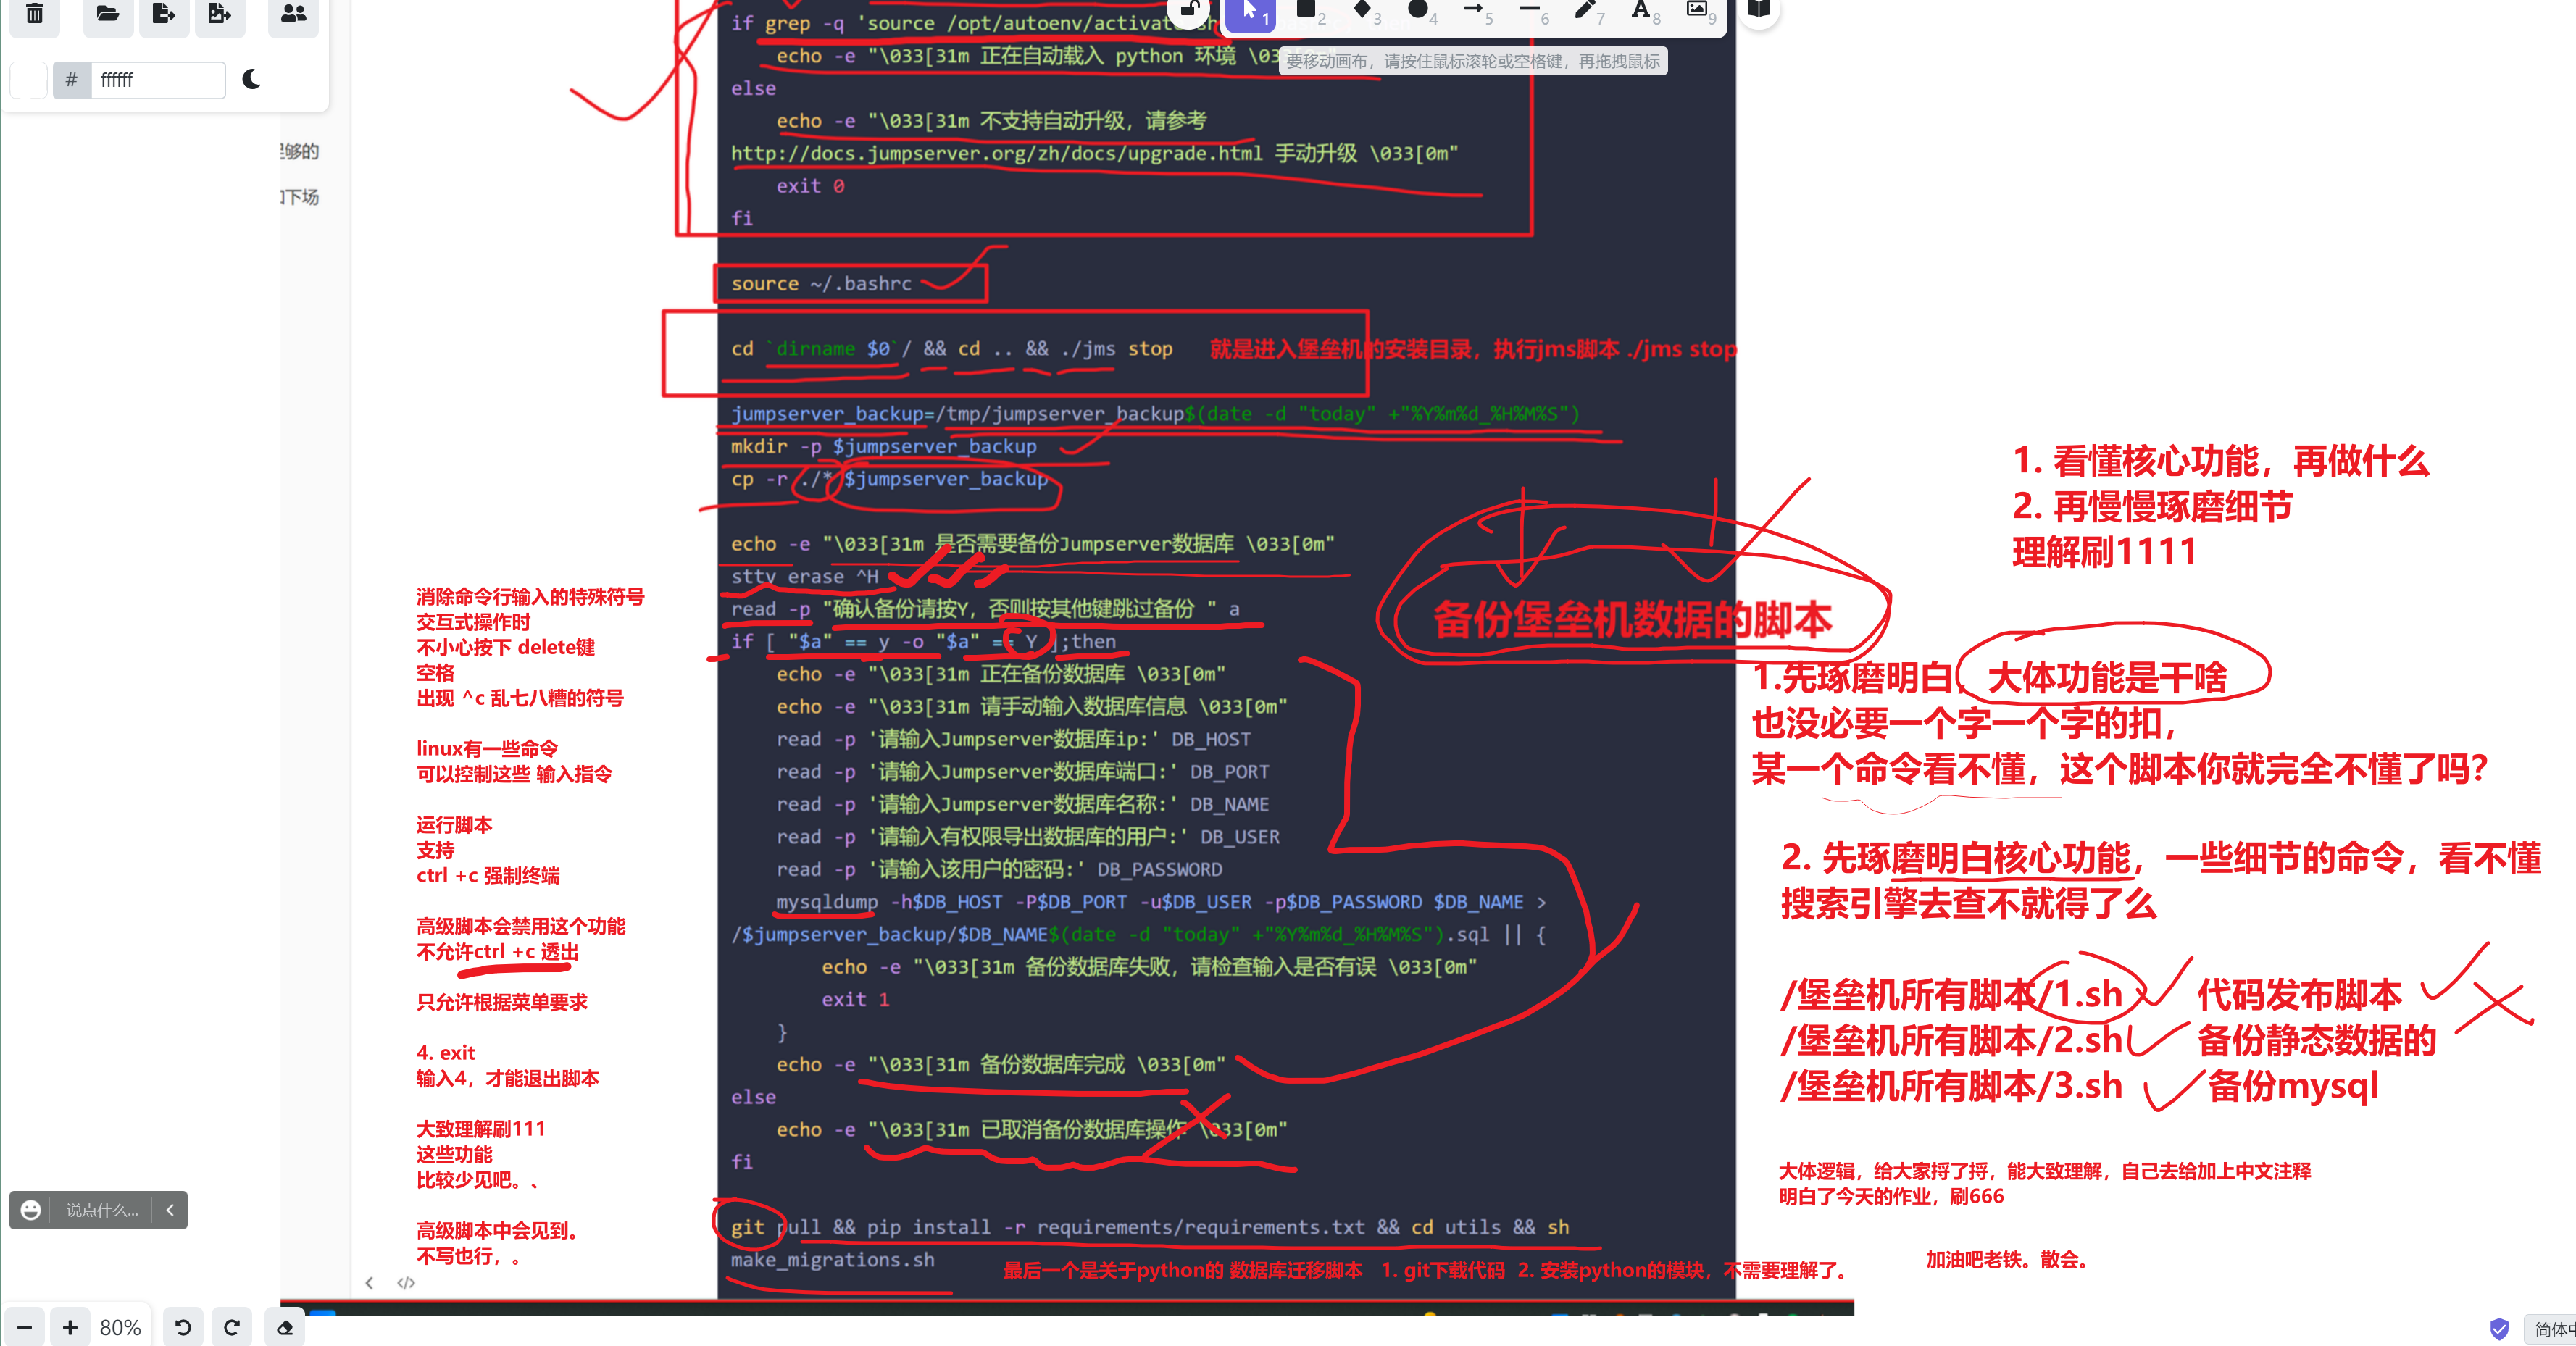 1
2
3
4
5
6
7
A 8
9
要移动画布，请按住鼠标滚轮或空格键，再拖拽鼠标
# ffffff
够的
下场
if grep -q 'source /opt/autoenv/activate
echo -e "\033[31m 正在自动载入 python 环境 \03
else
echo -e "\033[31m 不支持自动升级，请参考
http://docs.jumpserver.org/zh/docs/upgrade.html 手动升级 \033[0m"
exit 0
fi
source ~/.bashrc
cd `dirname $0`/ && cd .. && ./jms stop
就是进入堡垒机的安装目录，执行jms脚本 ./jms stop
jumpserver_backup=/tmp/jumpserver_backup$(date -d "today" +"%Y%m%d_%H%M%S")
mkdir -p $jumpserver_backup
cp -r ./* $jumpserver_backup
echo -e "\033[31m 是否需要备份Jumpserver数据库 \033[0m"
stty erase ^H
read -p "确认备份请按Y，否则按其他键跳过备份 " a
if [ "$a" == y -o "$a" == Y ];then
echo -e "\033[31m 正在备份数据库 \033[0m"
echo -e "\033[31m 请手动输入数据库信息 \033[0m"
read -p '请输入Jumpserver数据库ip:' DB_HOST
read -p '请输入Jumpserver数据库端口:' DB_PORT
read -p '请输入Jumpserver数据库名称:' DB_NAME
read -p '请输入有权限导出数据库的用户:' DB_USER
read -p '请输入该用户的密码:' DB_PASSWORD
mysqldump -h$DB_HOST -P$DB_PORT -u$DB_USER -p$DB_PASSWORD $DB_NAME >
/$jumpserver_backup/$DB_NAME$(date -d "today" +"%Y%m%d_%H%M%S").sql || {
echo -e "\033[31m 备份数据库失败，请检查输入是否有误 \033[0m"
exit 1
}
echo -e "\033[31m 备份数据库完成 \033[0m"
else
echo -e "\033[31m 已取消备份数据库操作 \033[0m"
fi
git pull && pip install -r requirements/requirements.txt && cd utils && sh
make_migrations.sh
最后一个是关于python的 数据库迁移脚本 1. git下载代码 2. 安装python的模块，不需要理解了。
消除命令行输入的特殊符号
交互式操作时
不小心按下 delete键
空格
出现 ^c 乱七八糟的符号
linux有一些命令
可以控制这些 输入指令
运行脚本
支持
ctrl +c 强制终端
高级脚本会禁用这个功能
不允许ctrl +c 透出
只允许根据菜单要求
4. exit
输入4，才能退出脚本
大致理解刷111
这些功能
比较少见吧。、
高级脚本中会见到。
不写也行，。
1. 看懂核心功能，再做什么
2. 再慢慢琢磨细节
理解刷1111
备份堡垒机数据的脚本
1.先琢磨明白，大体功能是干啥
也没必要一个字一个字的扣，
某一个命令看不懂，这个脚本你就完全不懂了吗？
2. 先琢磨明白核心功能，一些细节的命令，看不懂
搜索引擎去查不就得了么
/堡垒机所有脚本/1.sh 代码发布脚本
/堡垒机所有脚本/2.sh 备份静态数据的
/堡垒机所有脚本/3.sh 备份mysql
大体逻辑，给大家捋了捋，能大致理解，自己去给加上中文注释
明白了今天的作业，刷666
加油吧老铁。散会。
说点什么...
80%
简体中